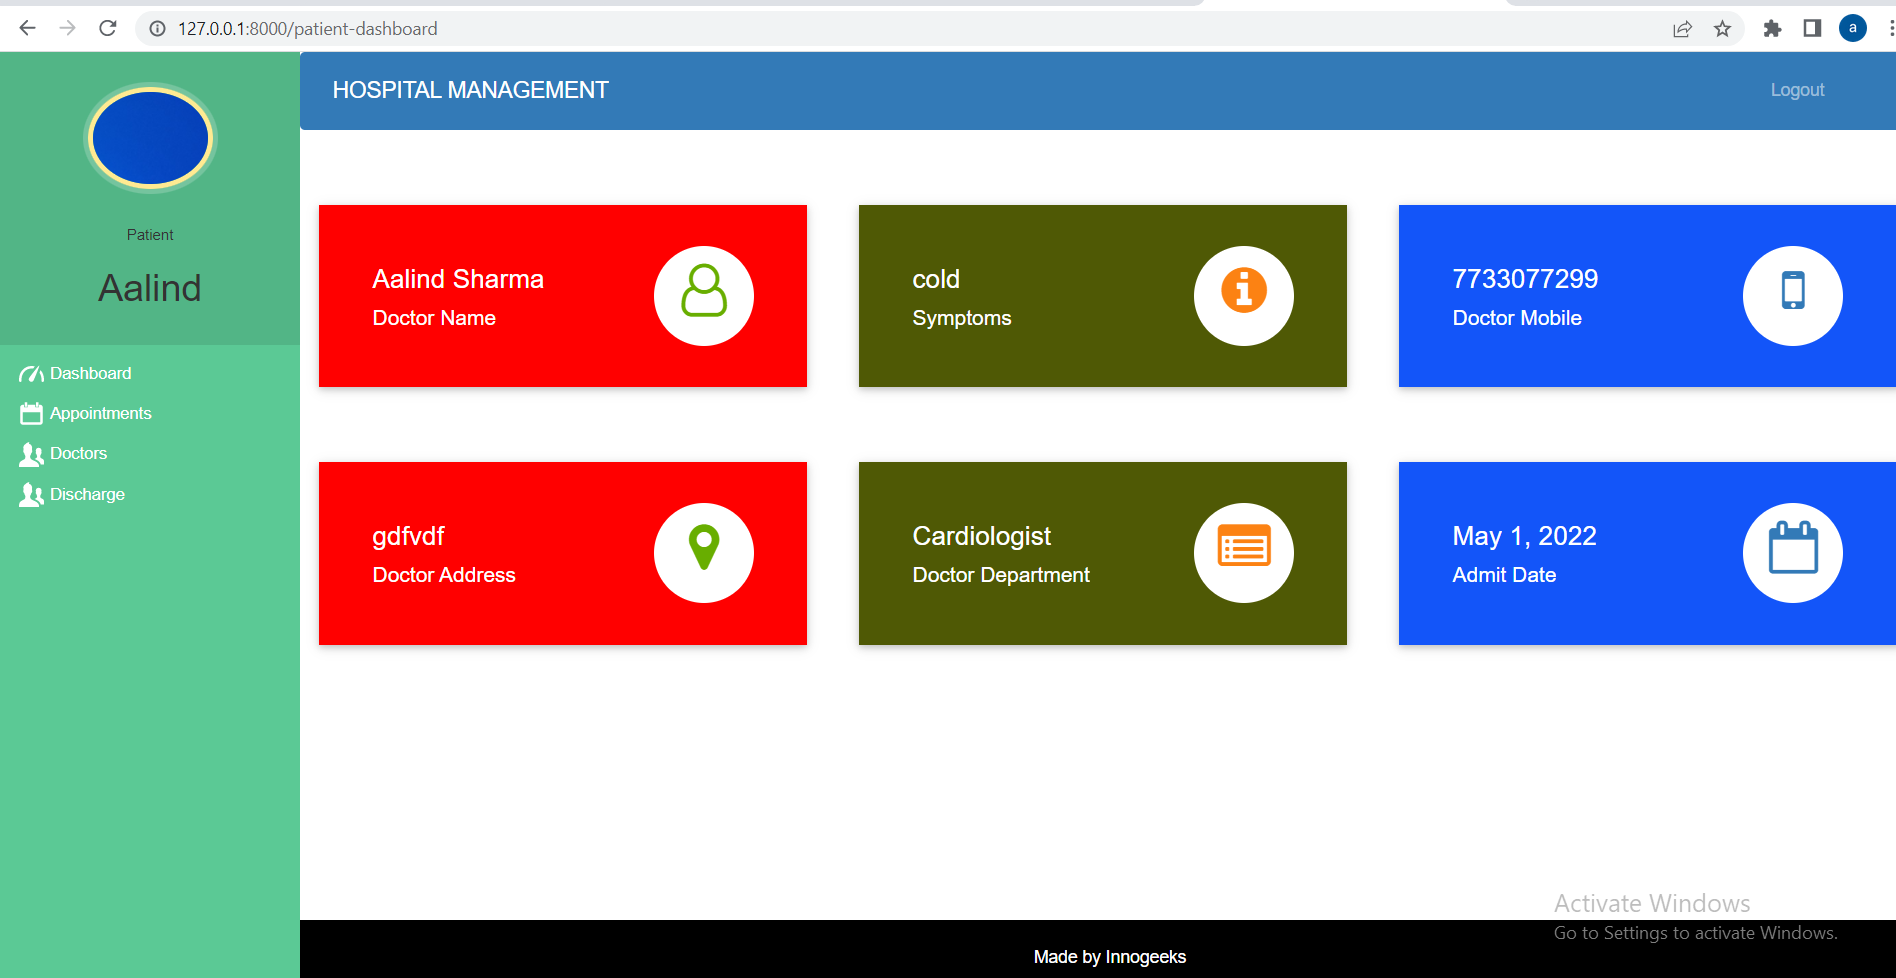 127.0.0.1:8000/patient-dashboard
a
HOSPITAL MANAGEMENT
Logout
Patient
Aalind
Dashboard
Appointments
Doctors
Discharge
Aalind Sharma
Doctor Name
cold
Symptoms
7733077299
Doctor Mobile
gdfvdf
Doctor Address
Cardiologist
Doctor Department
May 1, 2022
Admit Date
Activate Windows
Go to Settings to activate Windows.
Made by Innogeeks